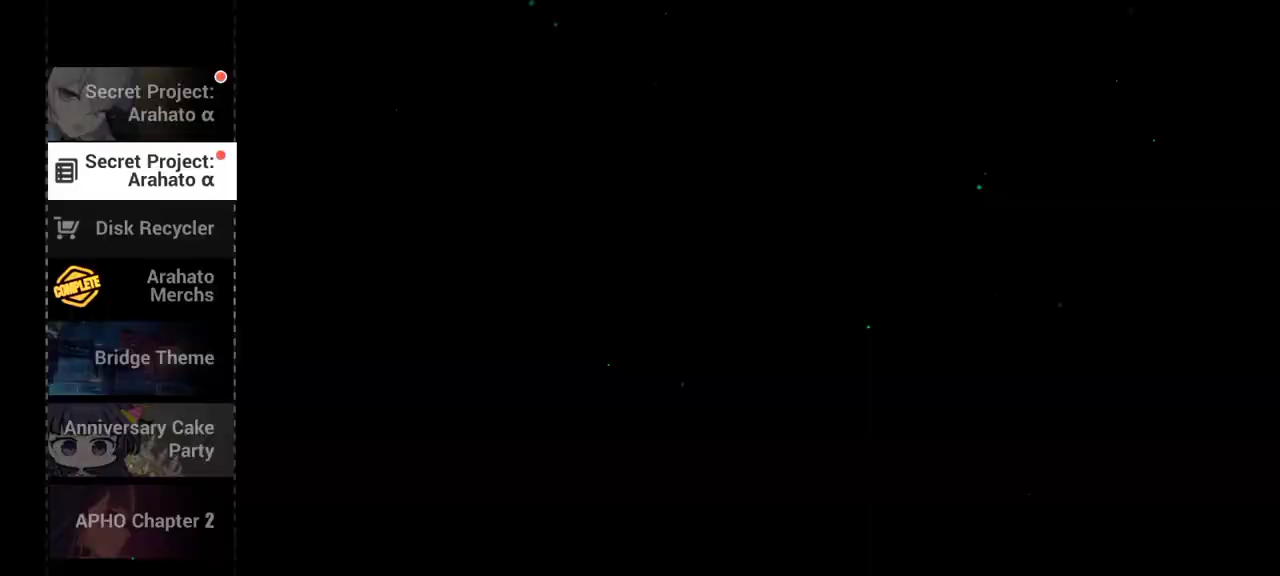 Secret Project:
Arahato α
Secret Project:
Arahato α
Disk Recycler
COMPLETE
Arahato
Merchs
Bridge Theme
Anniversary Cake
Party
APHO Chapter 2